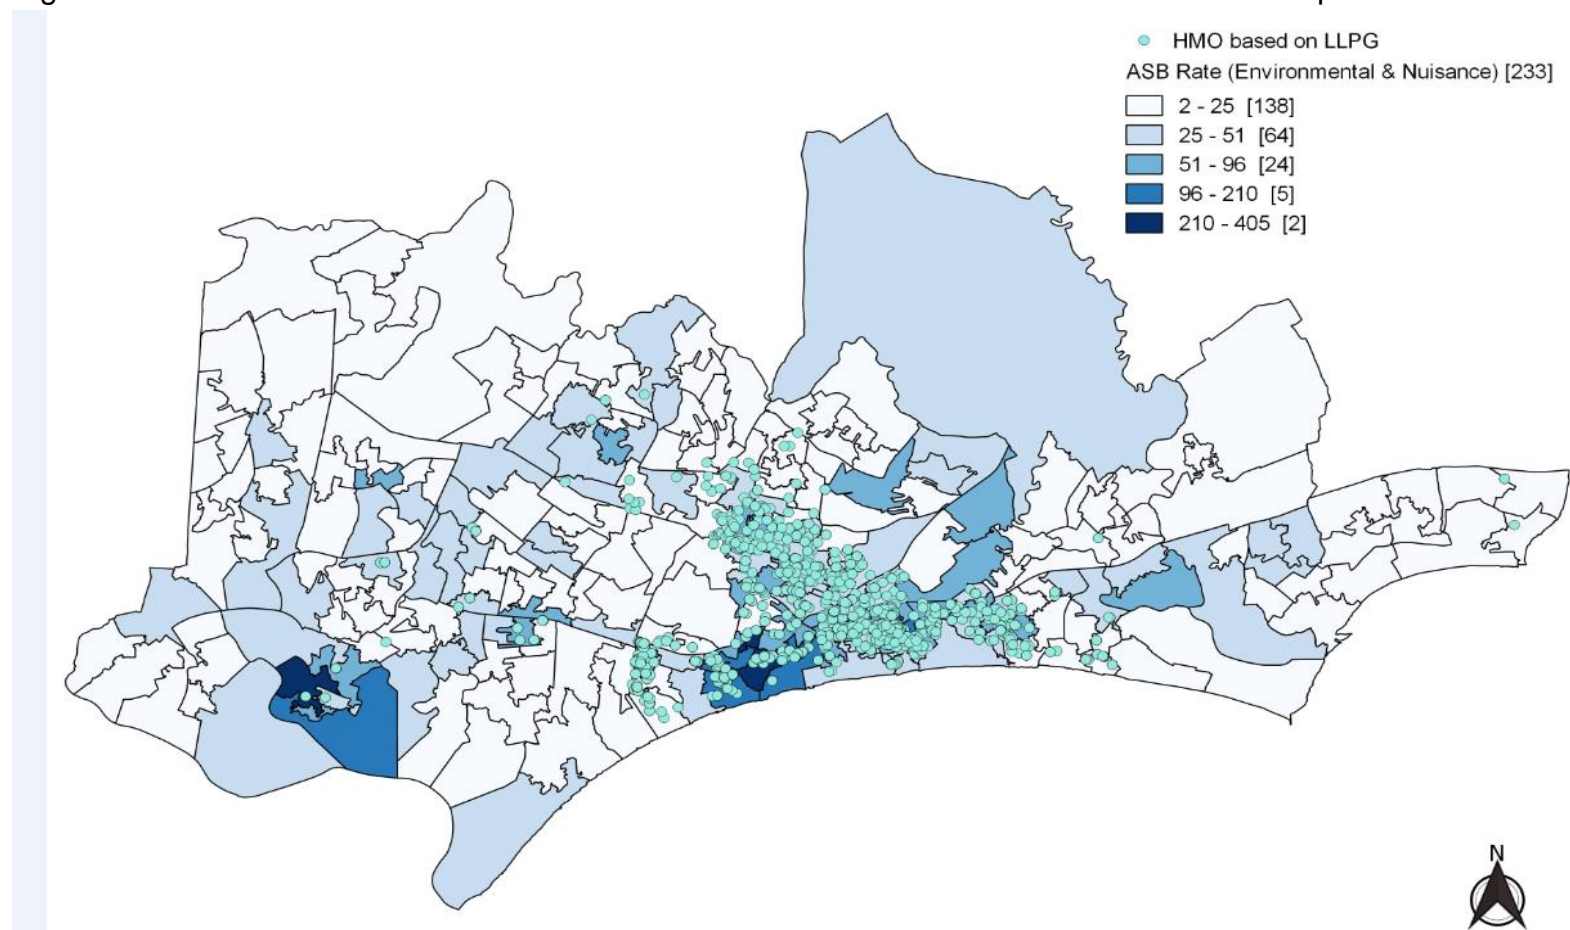 HMO based on LLPG
ASB Rate (Environmental & Nuisance) [233]
2 - 25 [138]
25 - 51 [64]
51 - 96 [24]
96 - 210 [5]
210 - 405 [2]
N